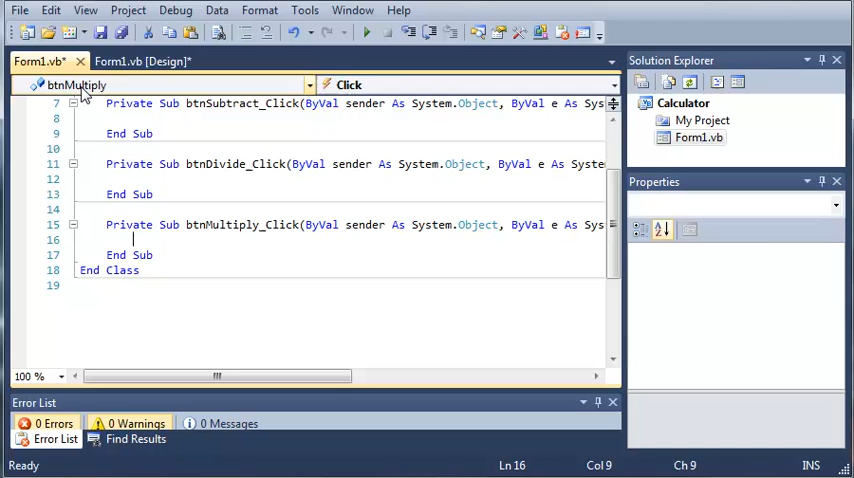 File Edit View Project Debug Data Format Tools Window Help
Form1.vb* Form1.vb [Design]*
btnMultiply Click
7 Private Sub btnSubtract_Click(ByVal sender As System.Object, ByVal e As Sys
8
9 End Sub
10
11 Private Sub btnDivide_Click(ByVal sender As System.Object, ByVal e As Syste
12
13 End Sub
14
15 Private Sub btnMultiply_Click(ByVal sender As System.Object, ByVal e As Sys
16
17 End Sub
18 End Class
19
100 %
Error List
0 Errors 0 Warnings 0 Messages
Error List Find Results
Solution Explorer
Calculator
My Project
Form1.vb
Properties
Ready Ln 16 Col 9 Ch 9 INS